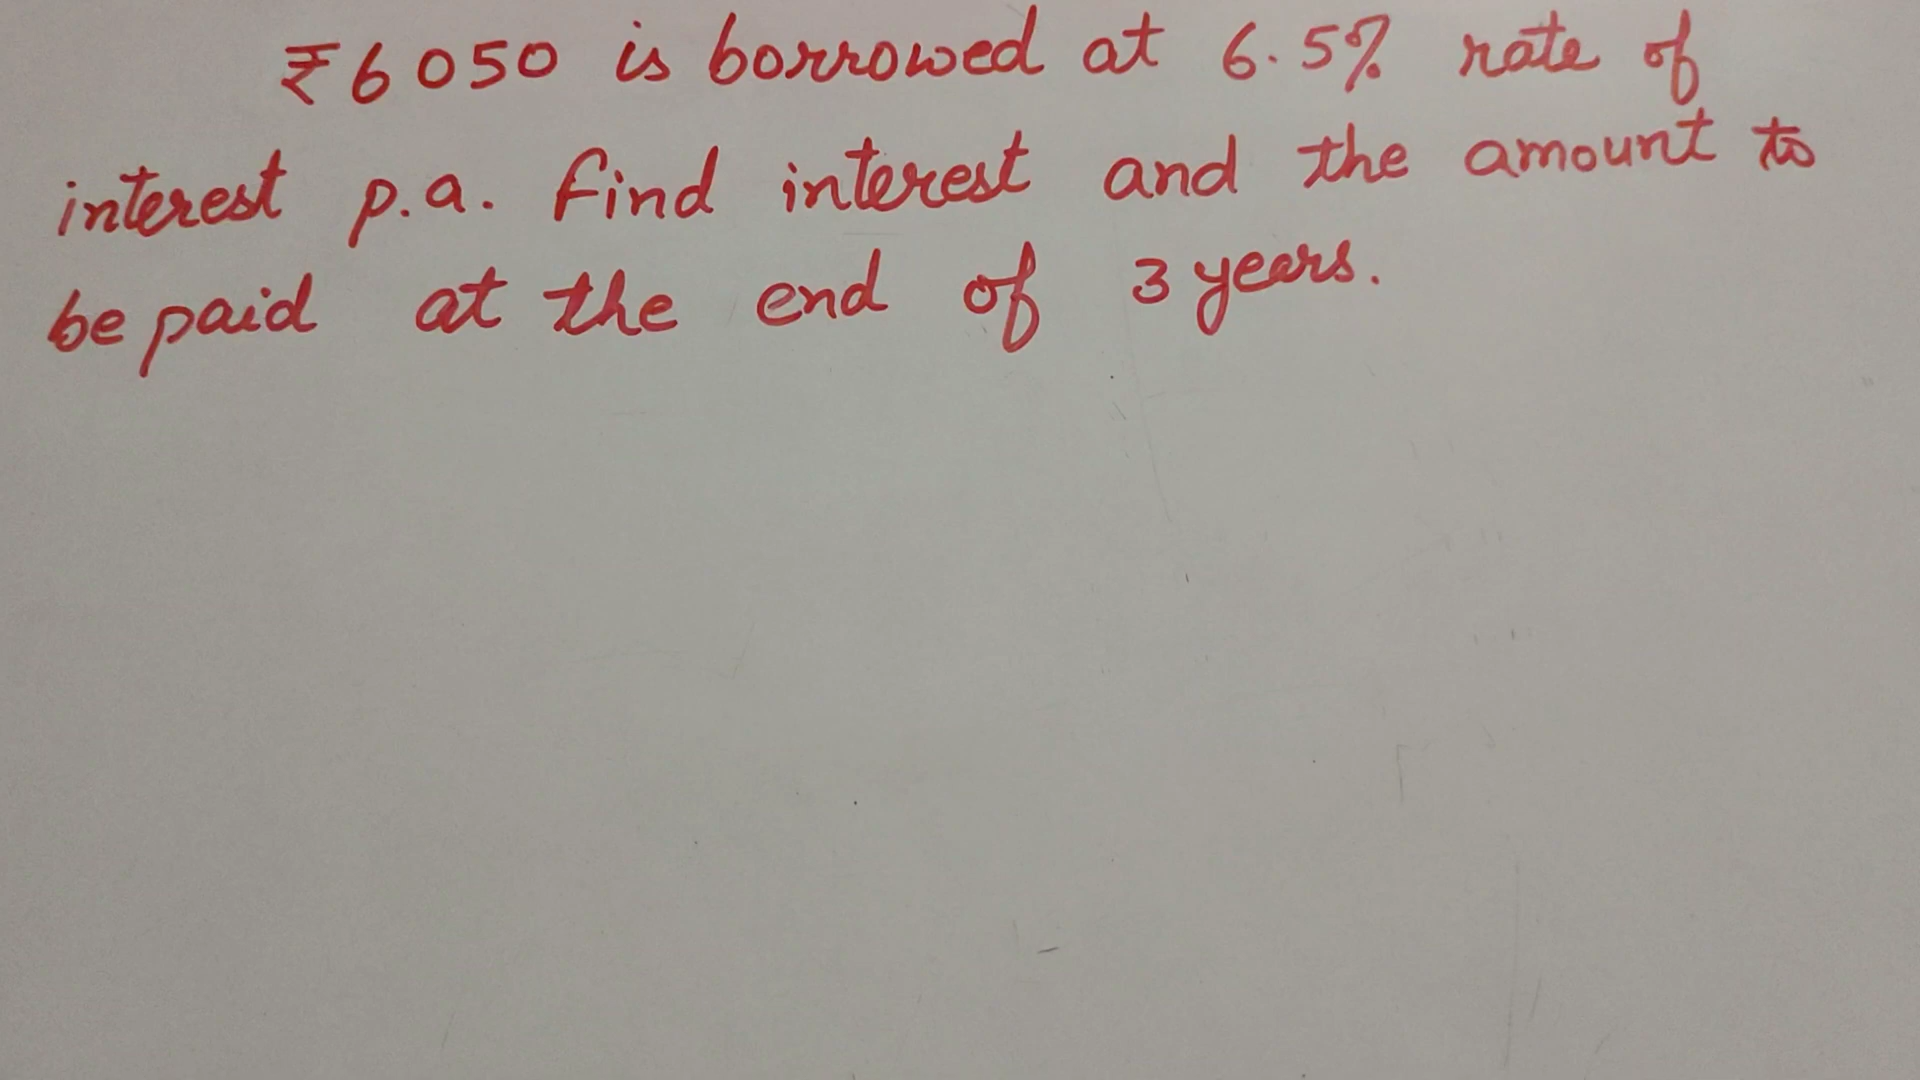 ₹6050 is borrowed at 6.5% rate of
interest p.a. find interest and the amount to
be paid at the end of 3 years.